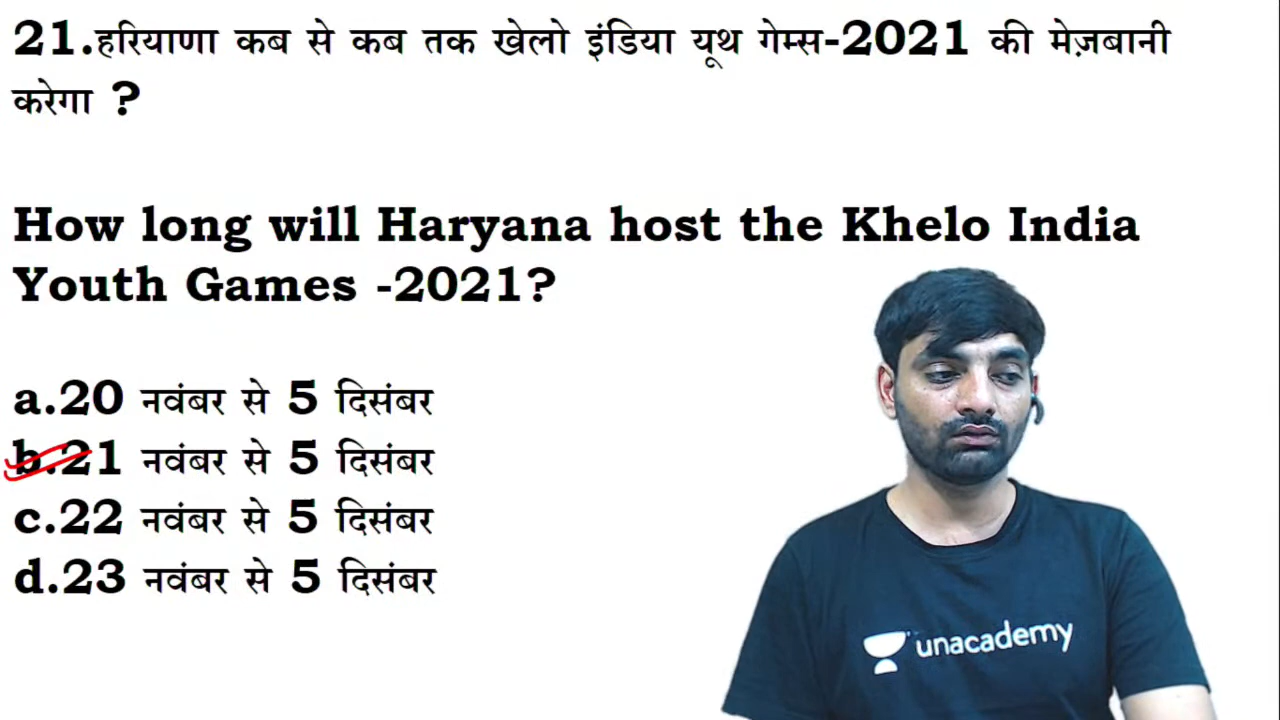 21.हरियाणा कब से कब तक खेलो इंडिया यूथ गेम्स-2021 की मेज़बानी
करेगा ?
How long will Haryana host the Khelo India
Youth Games -2021?
a.20 नवंबर से 5 दिसंबर
b.21 नवंबर से 5 दिसंबर
c.22 नवंबर से 5 दिसंबर
d.23 नवंबर से 5 दिसंबर
unacademy